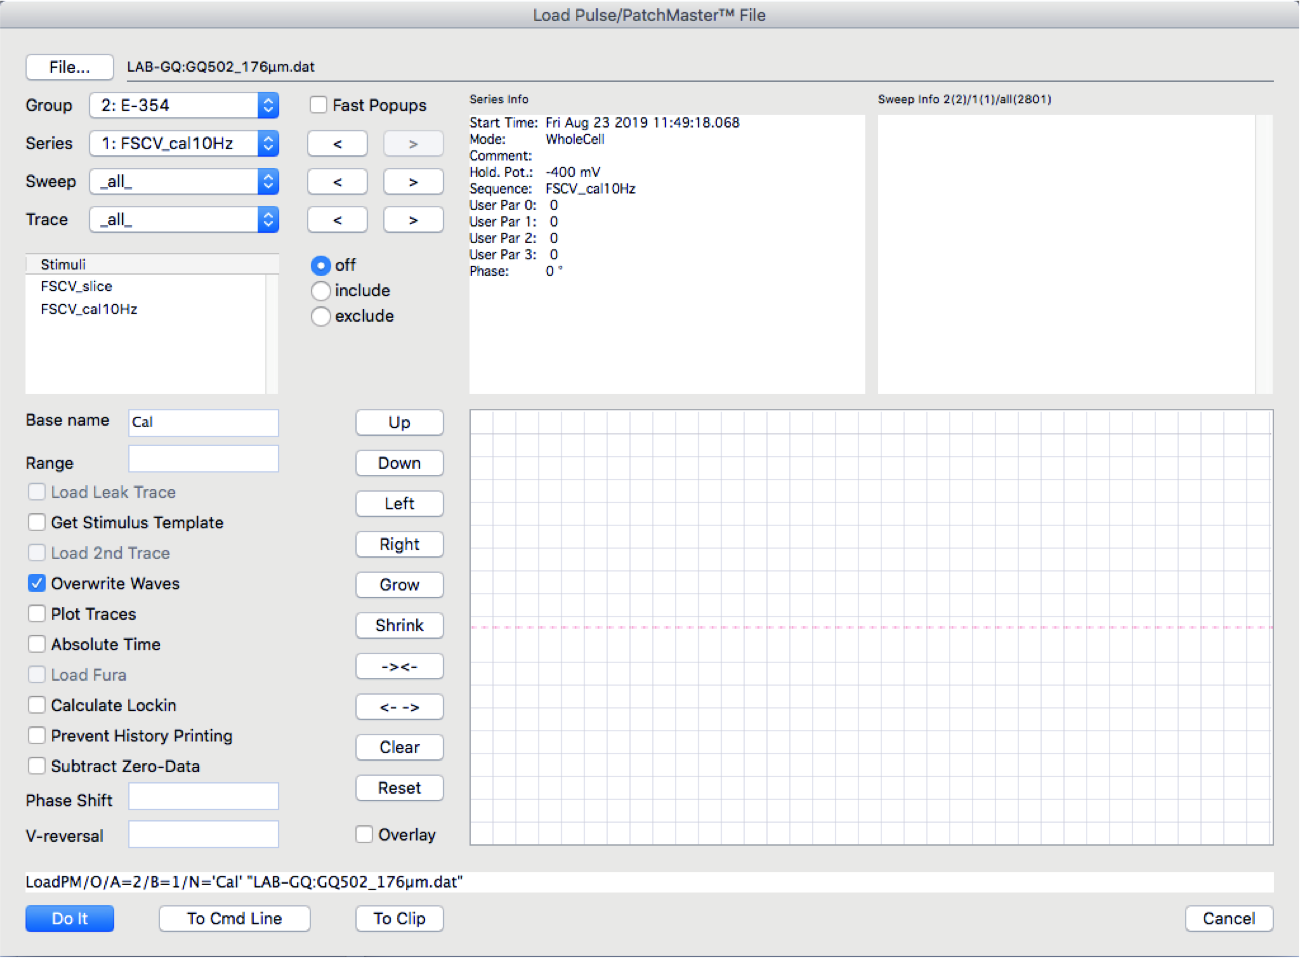 Load Pulse/PatchMaster™ File
File... LAB-GQ:GQ502_176µm.dat
Group 2: E-354 Fast Popups
Series 1: FSCV_cal10Hz < >
Sweep _all_ < >
Trace _all_ < >
Stimuli
FSCV_slice
FSCV_cal10Hz
off
include
exclude
Series Info
Start Time: Fri Aug 23 2019 11:49:18.068
Mode: WholeCell
Comment:
Hold. Pot.: -400 mV
Sequence: FSCV_cal10Hz
User Par 0: 0
User Par 1: 0
User Par 2: 0
User Par 3: 0
Phase: 0 °
Sweep Info 2(2)/1(1)/all(2801)
Base name Cal
Range
Load Leak Trace
Get Stimulus Template
Load 2nd Trace
Overwrite Waves
Plot Traces
Absolute Time
Load Fura
Calculate Lockin
Prevent History Printing
Subtract Zero-Data
Phase Shift
V-reversal
Up
Down
Left
Right
Grow
Shrink
-><-
<- ->
Clear
Reset
Overlay
LoadPM/O/A=2/B=1/N='Cal' "LAB-GQ:GQ502_176µm.dat"
Do It To Cmd Line To Clip Cancel